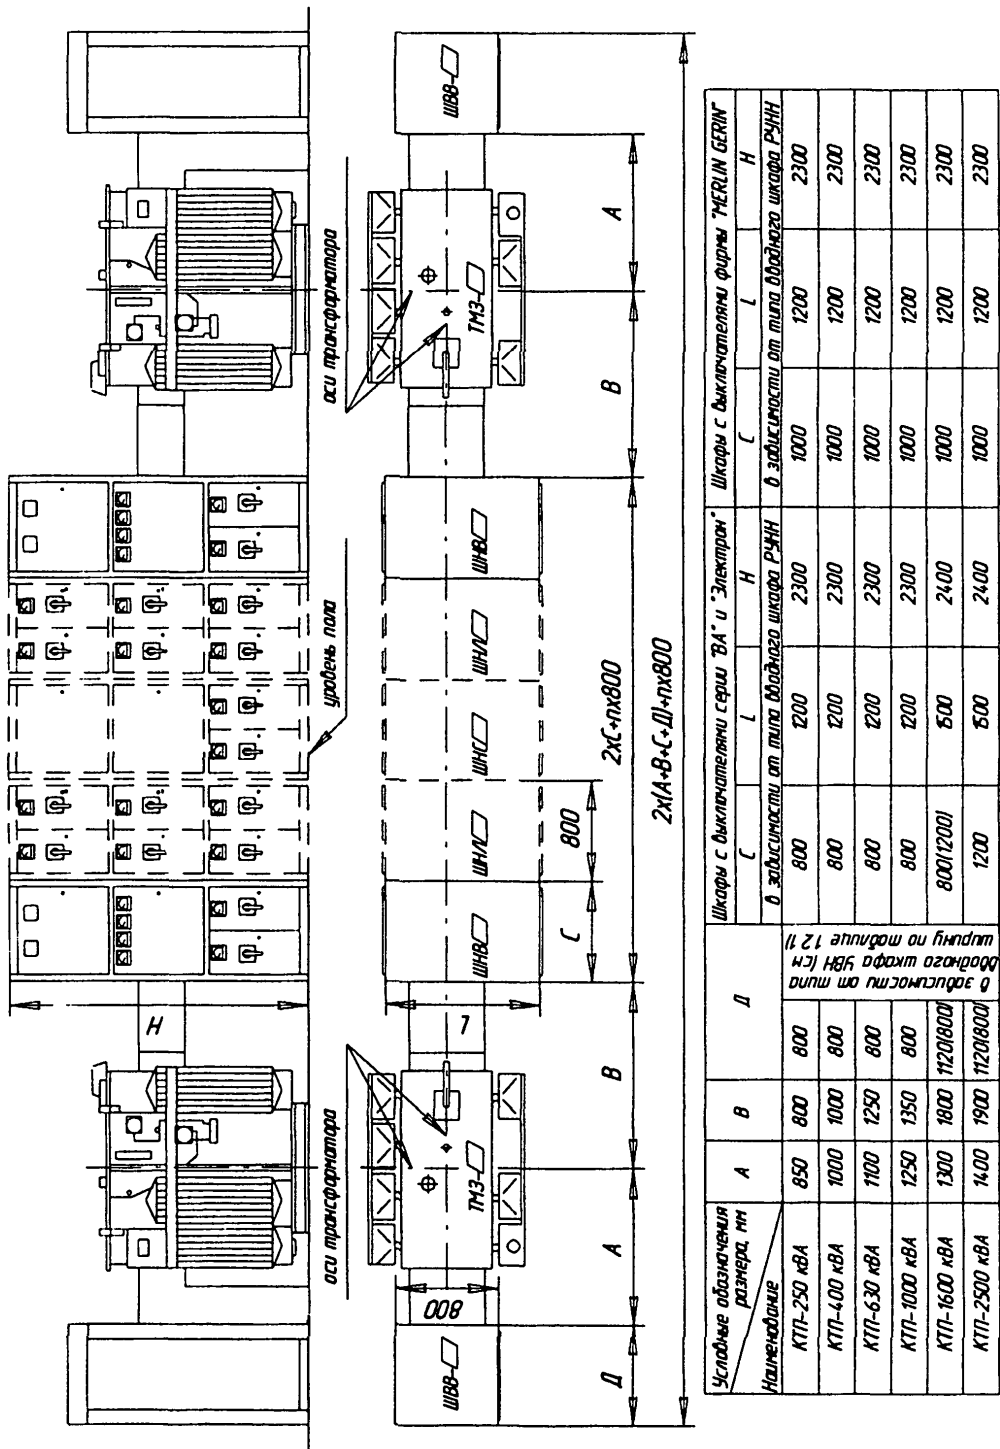 H
оси трансформатора
уровень пола
оси трансформатора
ШВВ-
ТМЗ-
ШНВ
ШНЛ
ШНС
ШНЛ
ШНВ
ТМЗ-
ШВВ-
800
L
C
800
Д
A
B
2хС+пх800
B
A
2х(А+В+С+Д)+пх800
Условные обозначения размера, мм
Наименование
A
B
Д
Шкафы с выключателями серии "ВА" и "Электрон"
Шкафы с выключателями фирмы "MERLIN GERIN"
C
L
H
C
L
H
в зависимости от типа вводного шкафа РУНН
в зависимости от типа вводного шкафа РУНН
в зависимости от типа
вводного шкафа УВН (см
ширину по таблице 1.2.1)
КТП-250 кВА 850 800 800 800 1200 2300 1000 1200 2300
КТП-400 кВА 1000 1000 800 800 1200 2300 1000 1200 2300
КТП-630 кВА 1100 1250 800 800 1200 2300 1000 1200 2300
КТП-1000 кВА 1250 1350 800 800 1200 2300 1000 1200 2300
КТП-1600 кВА 1300 1800 1120(800) 800(1200) 1500 2400 1000 1200 2300
КТП-2500 кВА 1400 1900 1120(800) 1200 1500 2400 1000 1200 2300